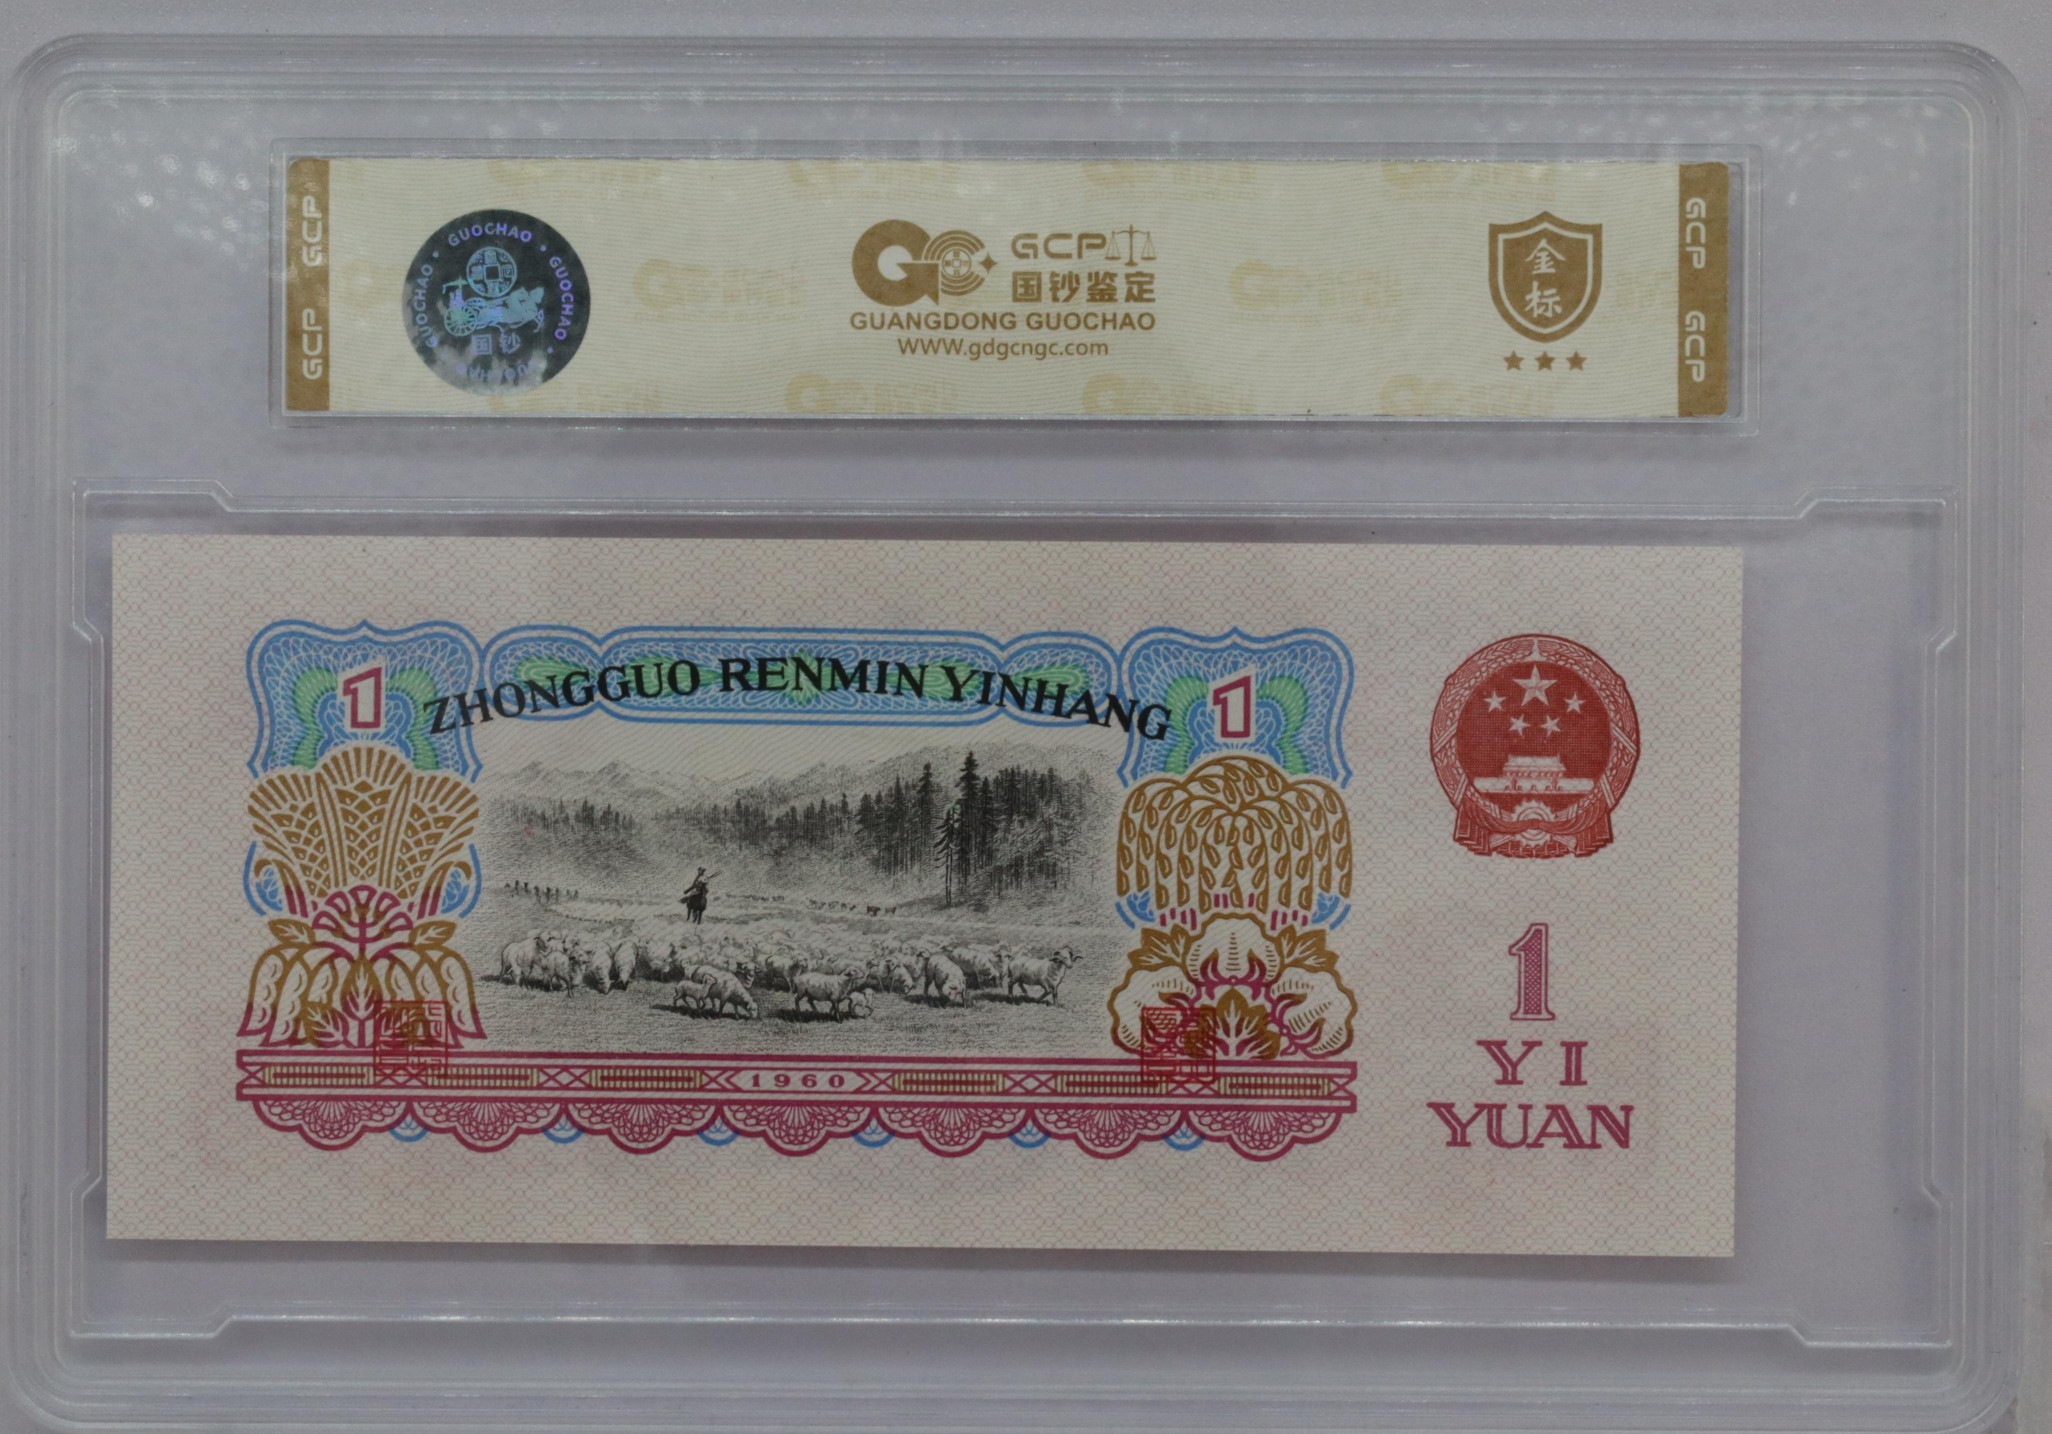 GCP GCP
GUOCHAO · GUOCHAO · GUOCHAO · GUOCHAO
国钞
GC GCP
国钞鉴定
GUANGDONG GUOCHAO
WWW.gdgcngc.com
金
标
GCP GCP
1 ZHONGGUO RENMIN YINHANG 1
1960
1
YI
YUAN